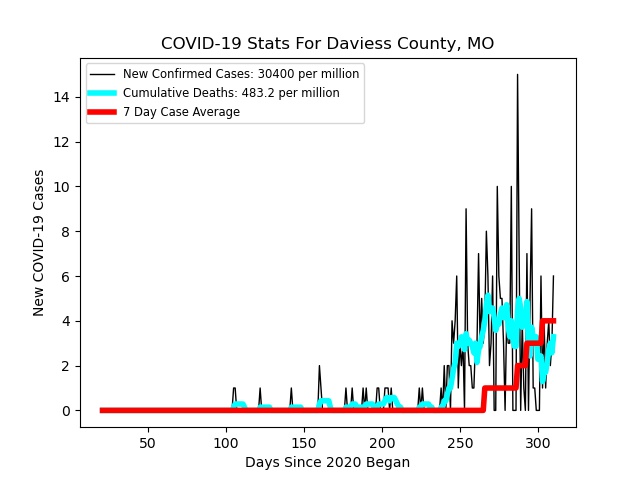 COVID-19 Stats For Daviess County, MO
New Confirmed Cases: 30400 per million
Cumulative Deaths: 483.2 per million
7 Day Case Average
New COVID-19 Cases
14
12
10
8
6
4
2
0
50 100 150 200 250 300
Days Since 2020 Began